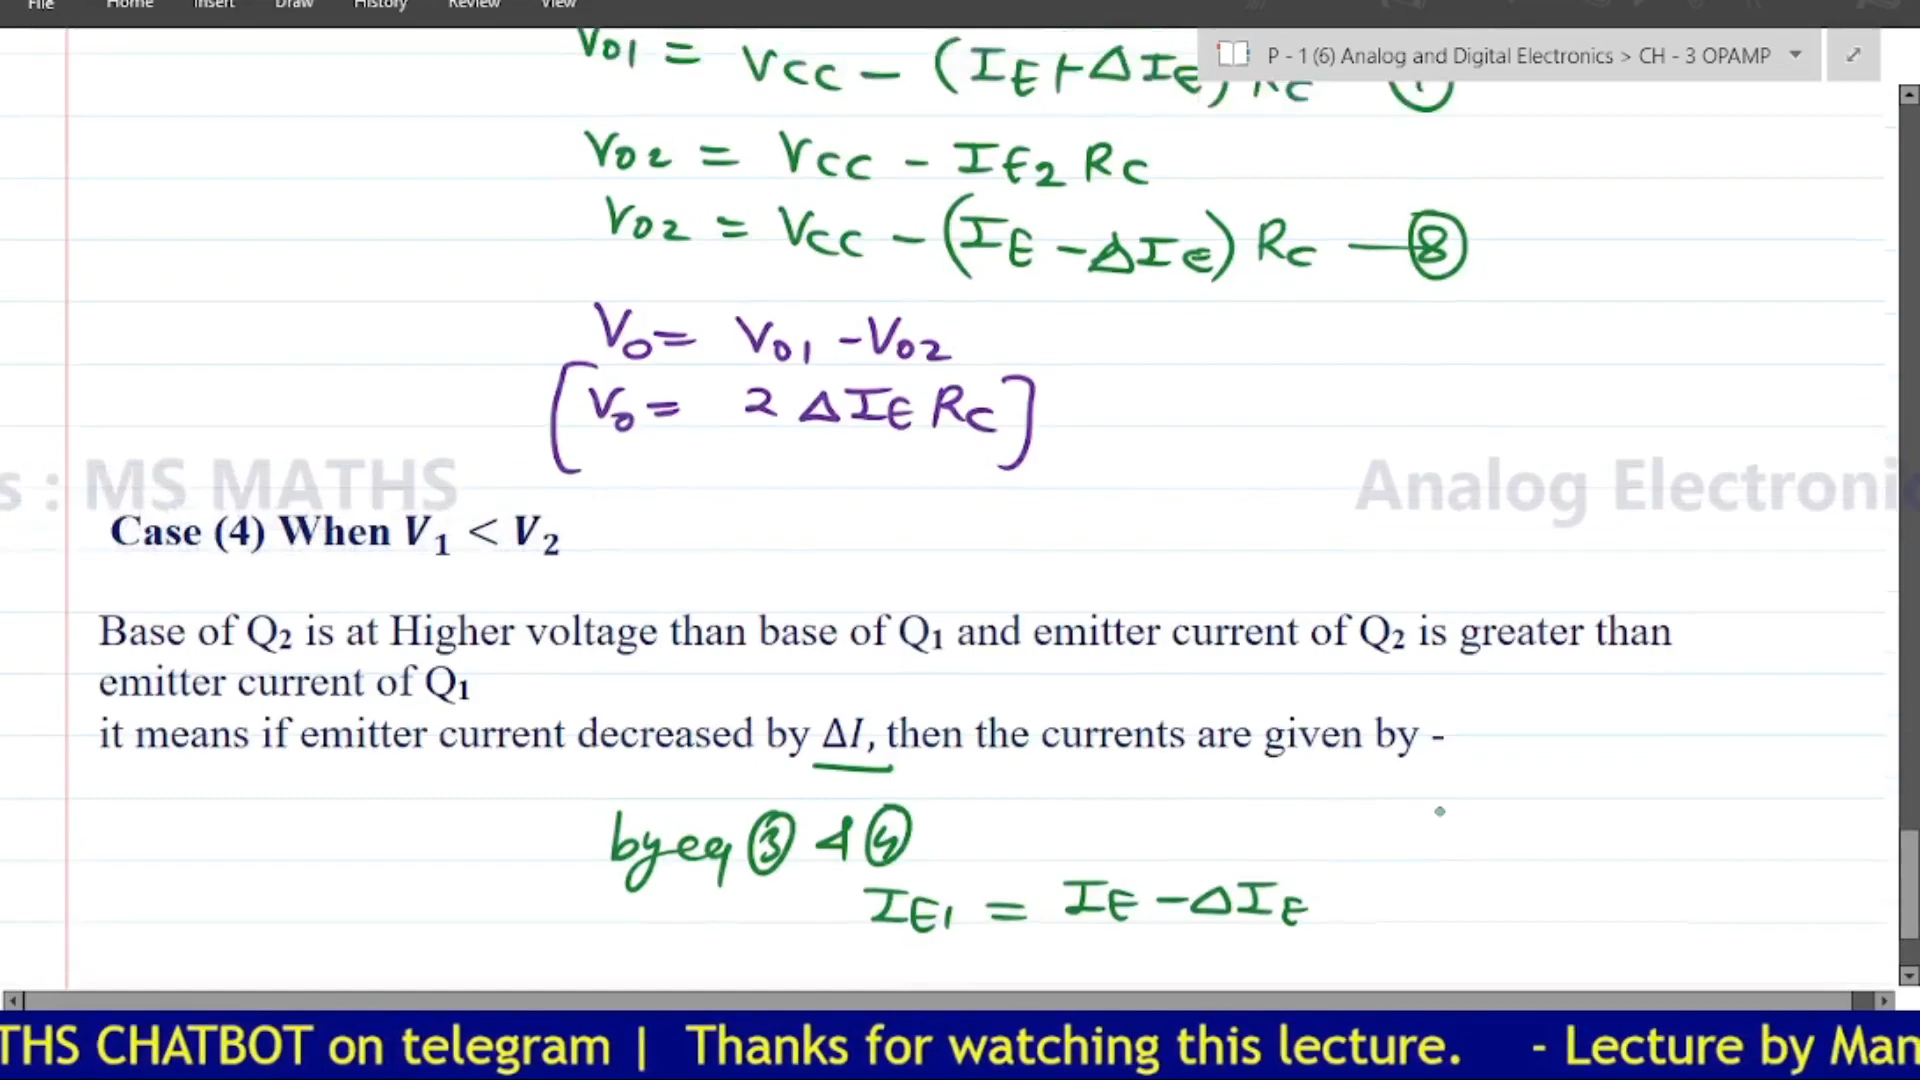 File Home Insert Draw History Review View
P - 1 (6) Analog and Digital Electronics > CH - 3 OPAMP
V01 = VCC - (IE + ΔIE) RC
V02 = VCC - IE2 RC
V02 = VCC - (IE - ΔIE) RC — 8
V0 = V01 - V02
[V0 = 2 ΔIE RC]
s : MS MATHS Analog Electroni
Case (4) When V1 < V2
Base of Q2 is at Higher voltage than base of Q1 and emitter current of Q2 is greater than
emitter current of Q1
it means if emitter current decreased by ΔI, then the currents are given by -
by eq 3 & 4
IE1 = IE - ΔIE
THS CHATBOT on telegram | Thanks for watching this lecture. - Lecture by Man